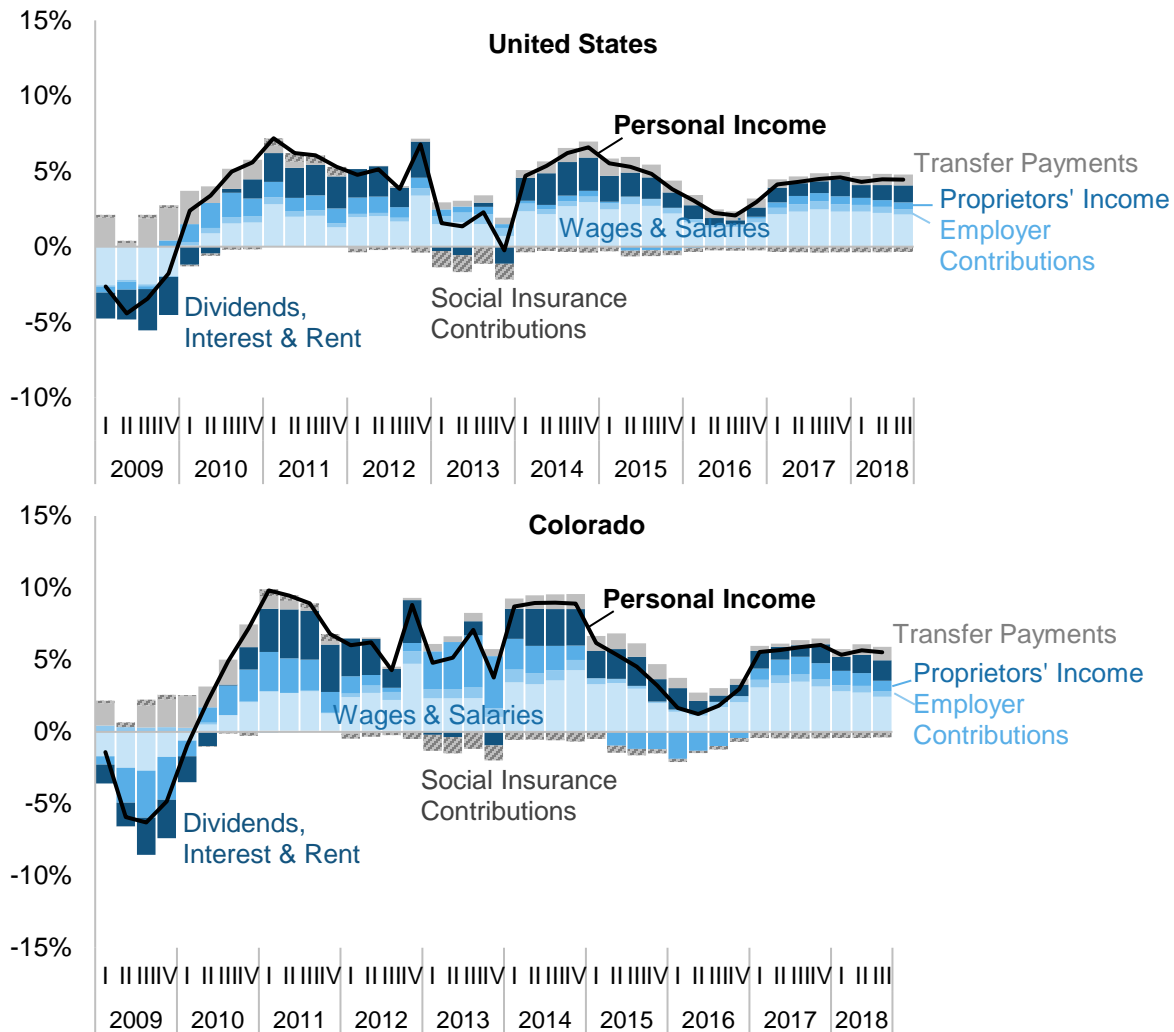 15%
United States
10%
Personal Income
Transfer Payments
5%
Proprietors' Income
Wages & Salaries
Employer
Contributions
0%
Dividends,
Interest & Rent
Social Insurance
Contributions
-5%
-10%
I II III IV I II III IV I II III IV I II III IV I II III IV I II III IV I II III IV I II III IV I II III IV I II III
2009 2010 2011 2012 2013 2014 2015 2016 2017 2018
15%
Colorado
10%
Personal Income
Transfer Payments
5%
Proprietors' Income
Wages & Salaries
Employer
Contributions
0%
Social Insurance
Contributions
-5%
Dividends,
Interest & Rent
-10%
-15%
I II III IV I II III IV I II III IV I II III IV I II III IV I II III IV I II III IV I II III IV I II III IV I II III
2009 2010 2011 2012 2013 2014 2015 2016 2017 2018